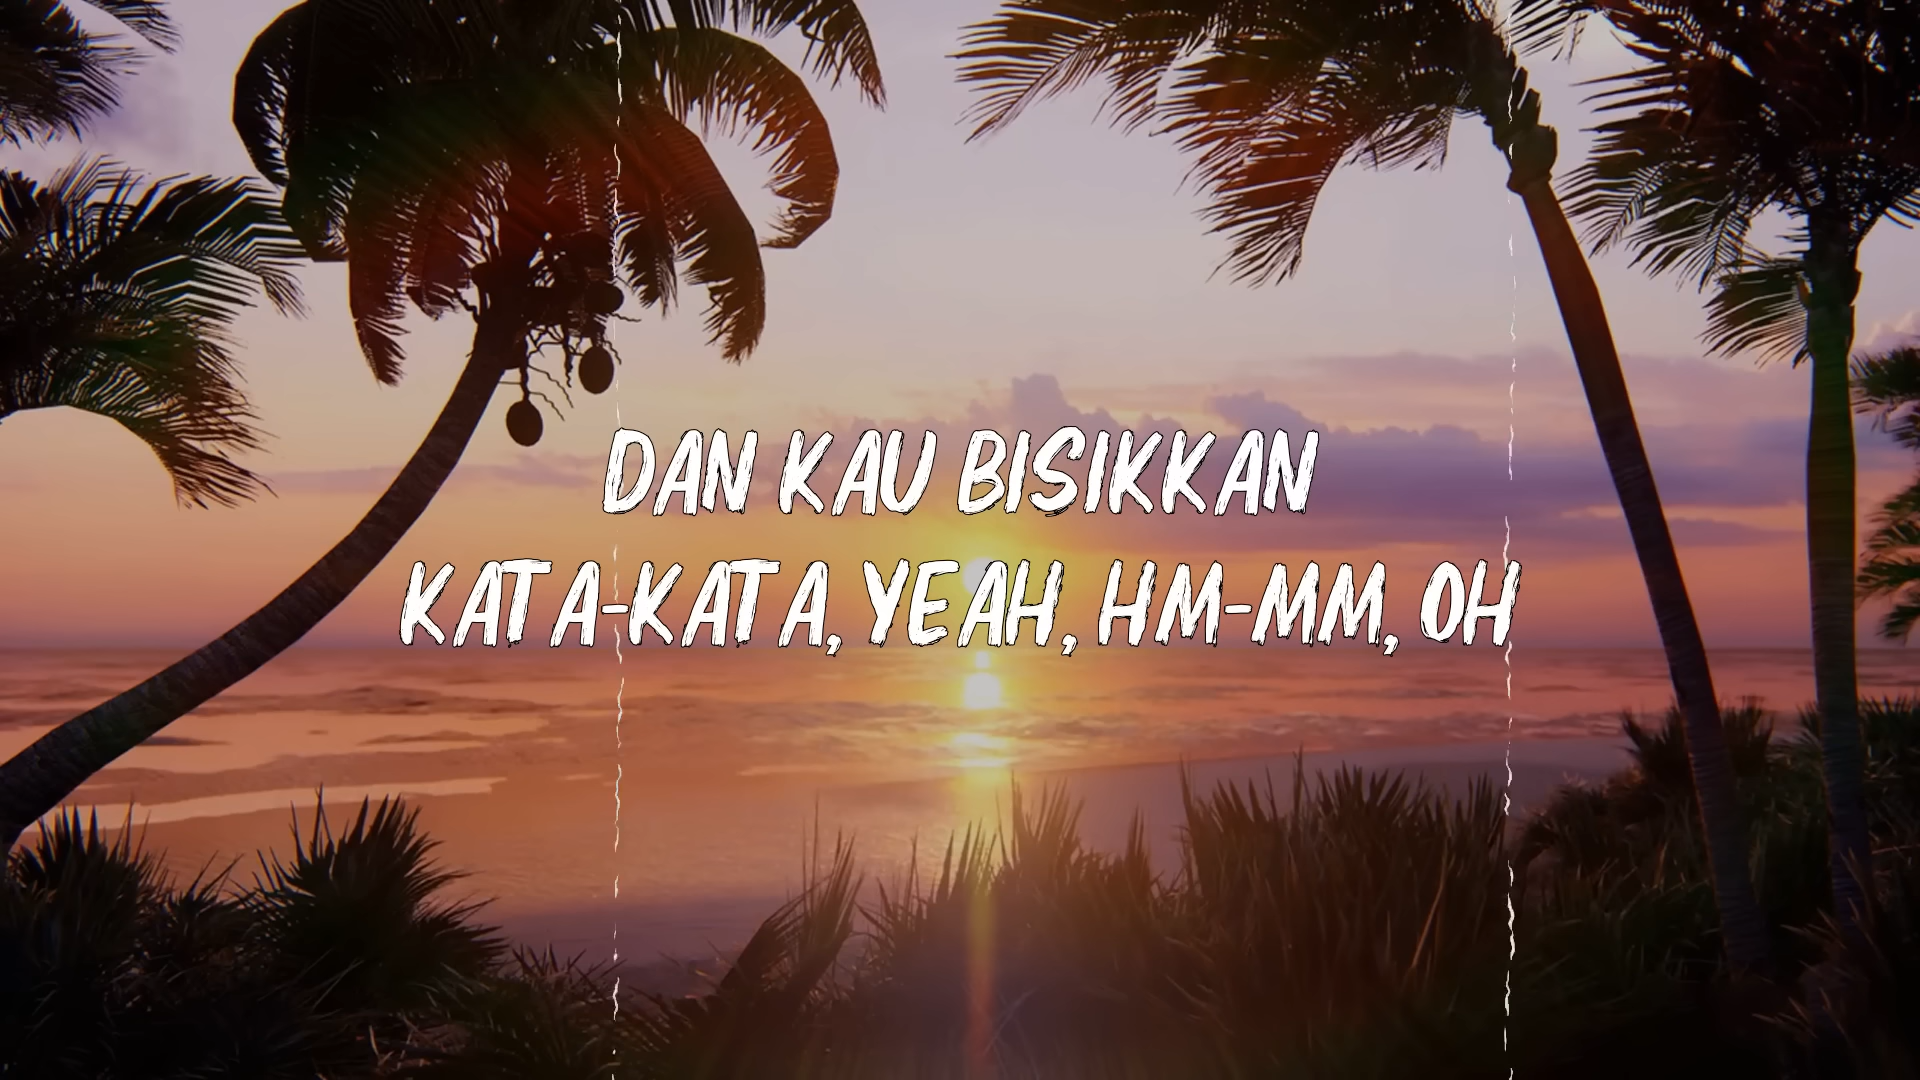 DAN KAU BISIKKAN
KATA-KATA, YEAH, HM-MM, OH